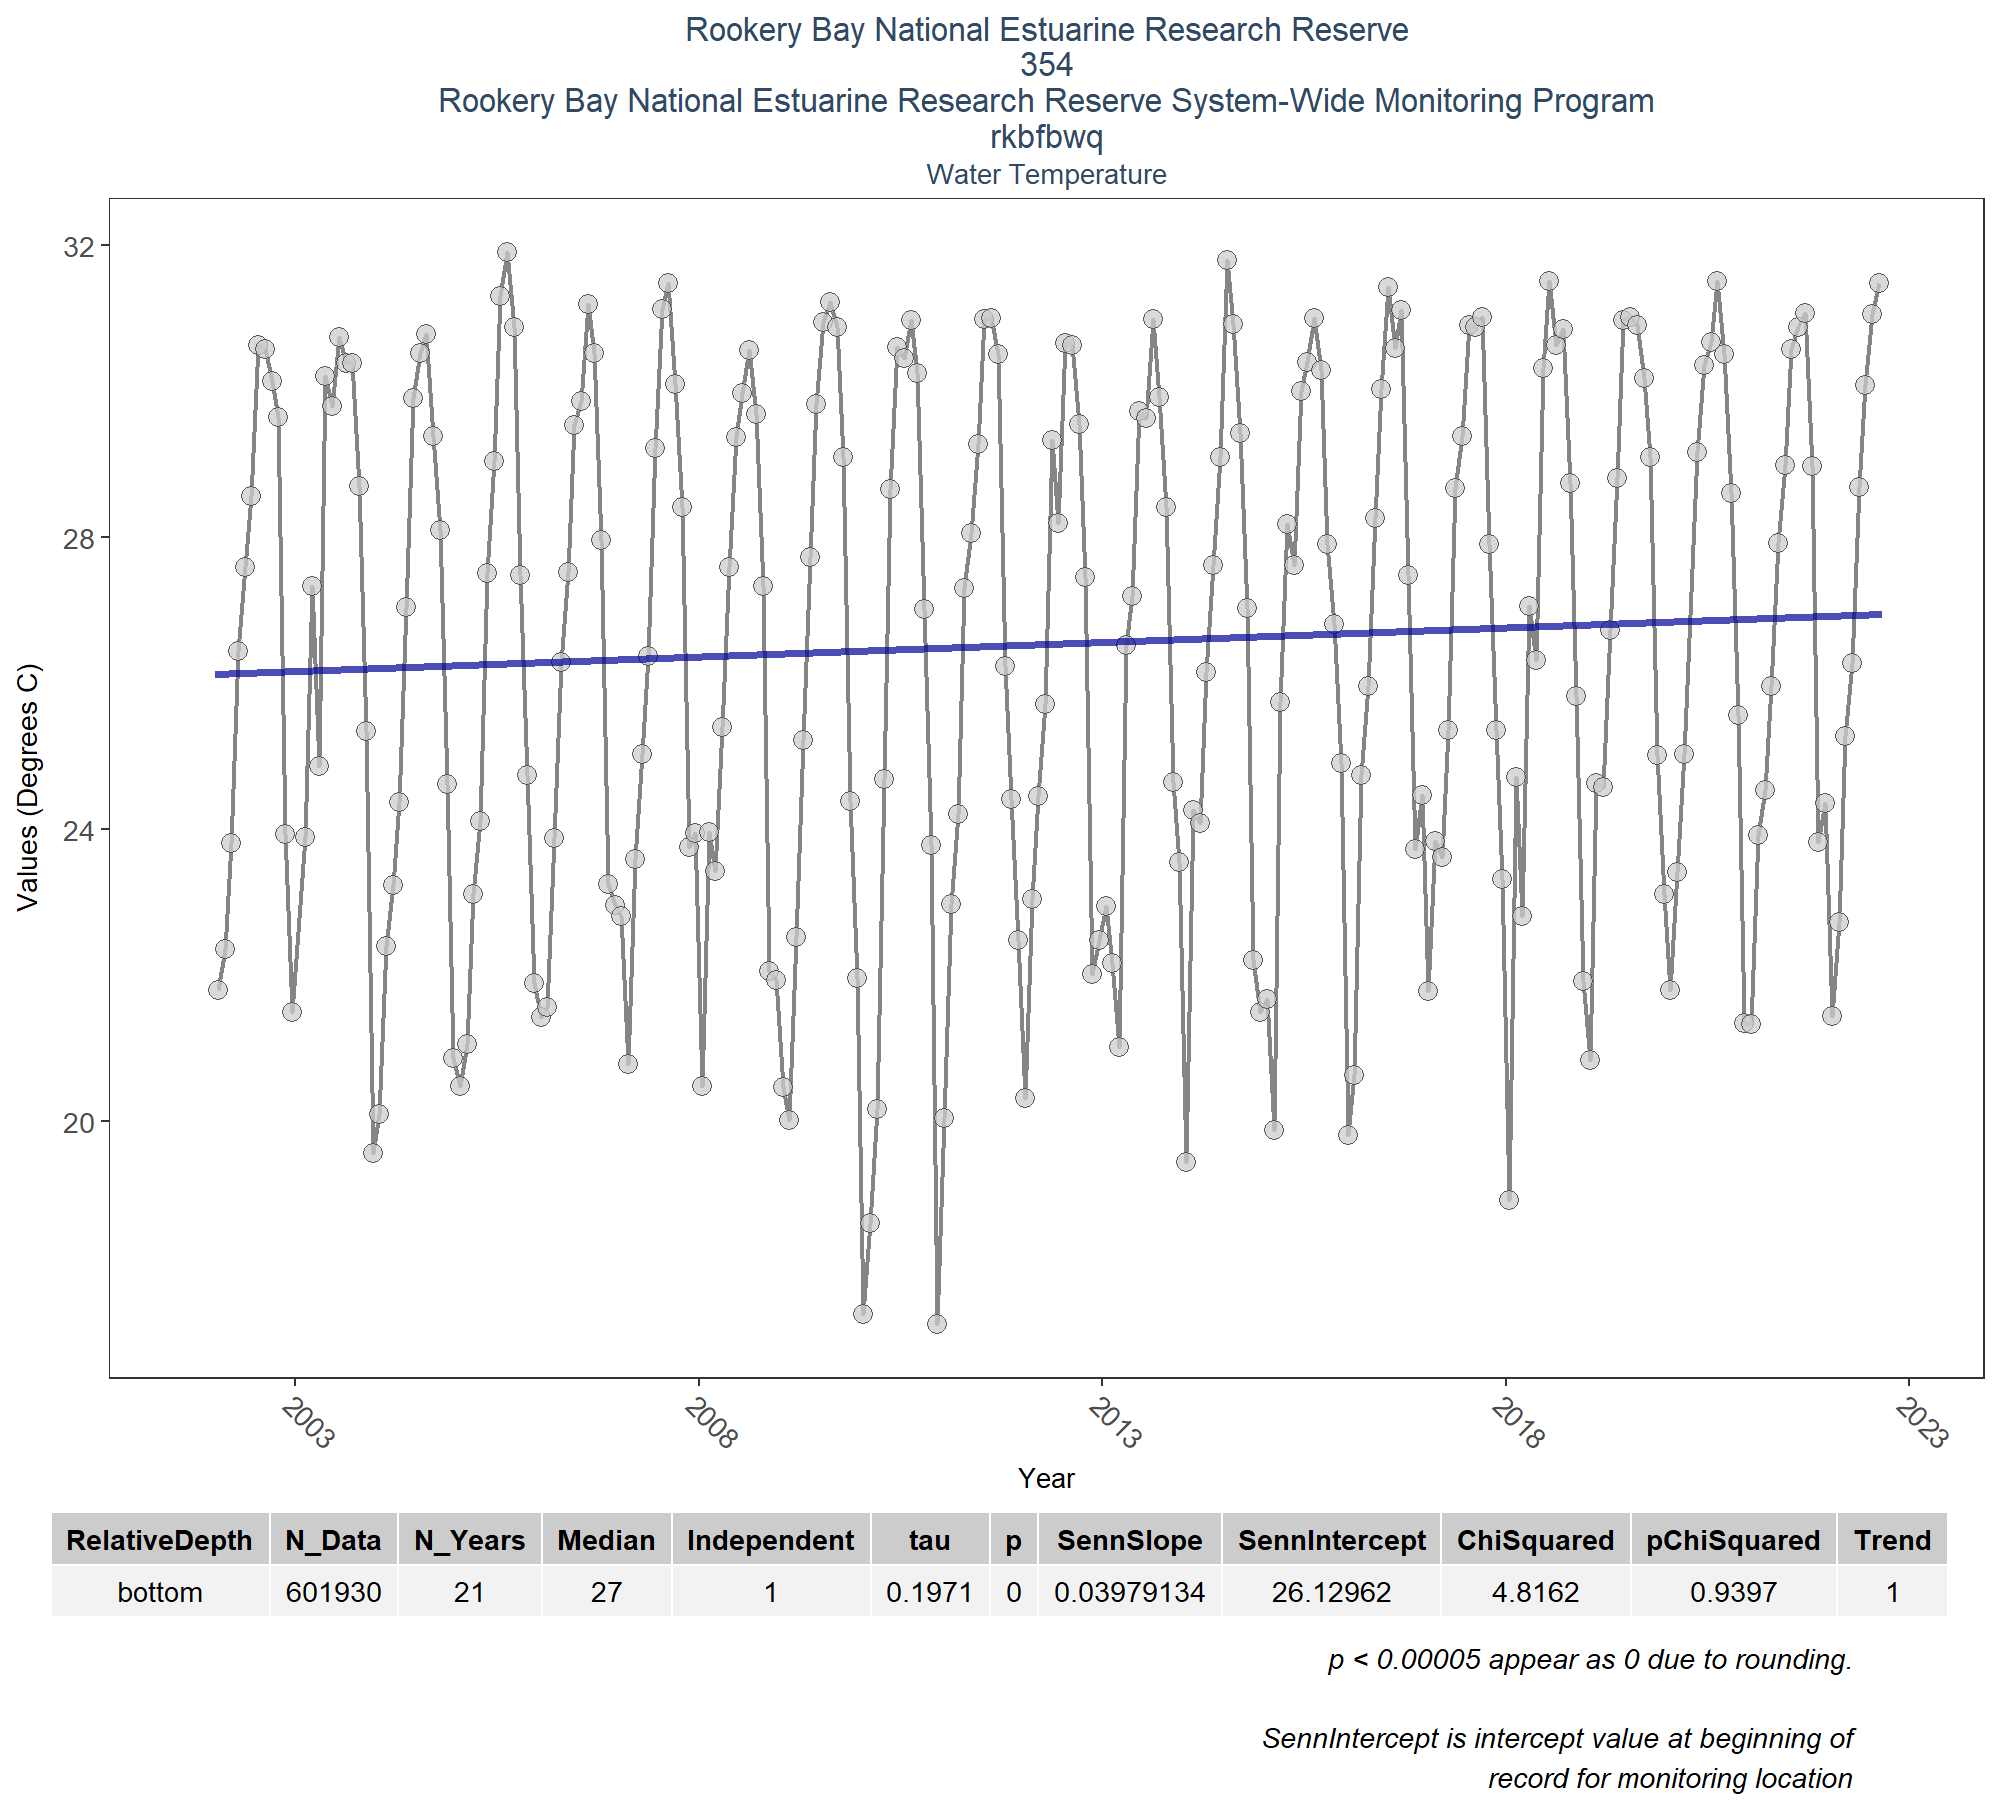 Rookery Bay National Estuarine Research Reserve
354
Rookery Bay National Estuarine Research Reserve System-Wide Monitoring Program
rkbfbwq
Water Temperature
32
28
24
20
Values (Degrees C)
2003
2008
2013
2018
2023
Year
RelativeDepth N_Data N_Years Median Independent tau p SennSlope SennIntercept ChiSquared pChiSquared Trend
bottom 601930 21 27 1 0.1971 0 0.03979134 26.12962 4.8162 0.9397 1
p < 0.00005 appear as 0 due to rounding.
SennIntercept is intercept value at beginning of
record for monitoring location